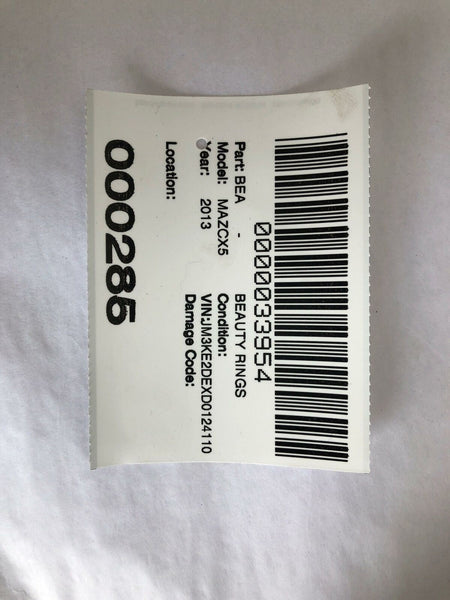 0000033954
Part: BEA - BEAUTY RINGS
Model: MAZCX5 Condition:
Year: 2013 VIN:JM3KE2DEXD0124110
Damage Code:
Location:
000285